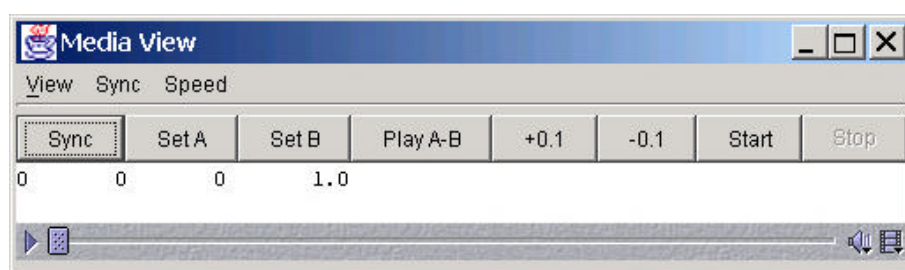 Media View
View Sync Speed
Sync Set A Set B Play A-B +0.1 -0.1 Start Stop
0 0 0 1.0